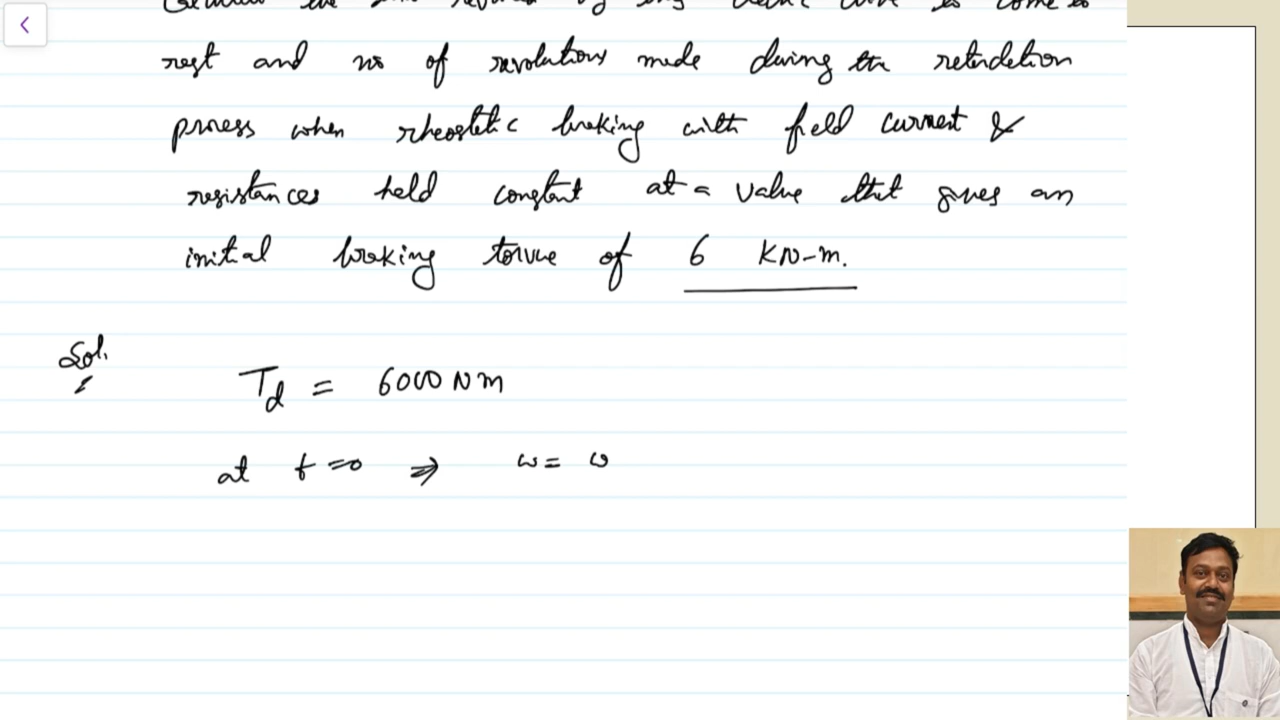 rest and no of revolutions made during the retardation
process when rheostatic braking with field current &
resistances held constant at a value that gives an
initial braking torque of 6 KN-m.
Sol.
Td = 6000 Nm
at t=0 ⇒ ω = ω